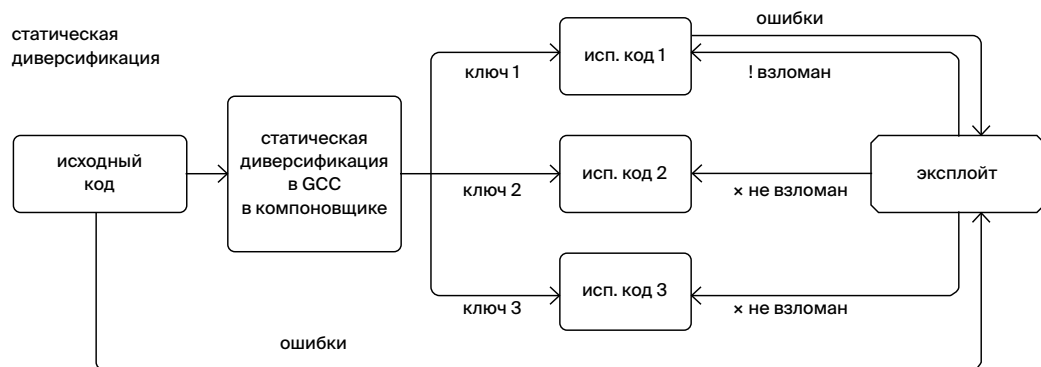 статическая
диверсификация
ошибки
исп. код 1
ключ 1
! взломан
исходный
код
статическая
диверсификация
в GCC
в компоновщике
исп. код 2
ключ 2
× не взломан
эксплойт
исп. код 3
ключ 3
× не взломан
ошибки